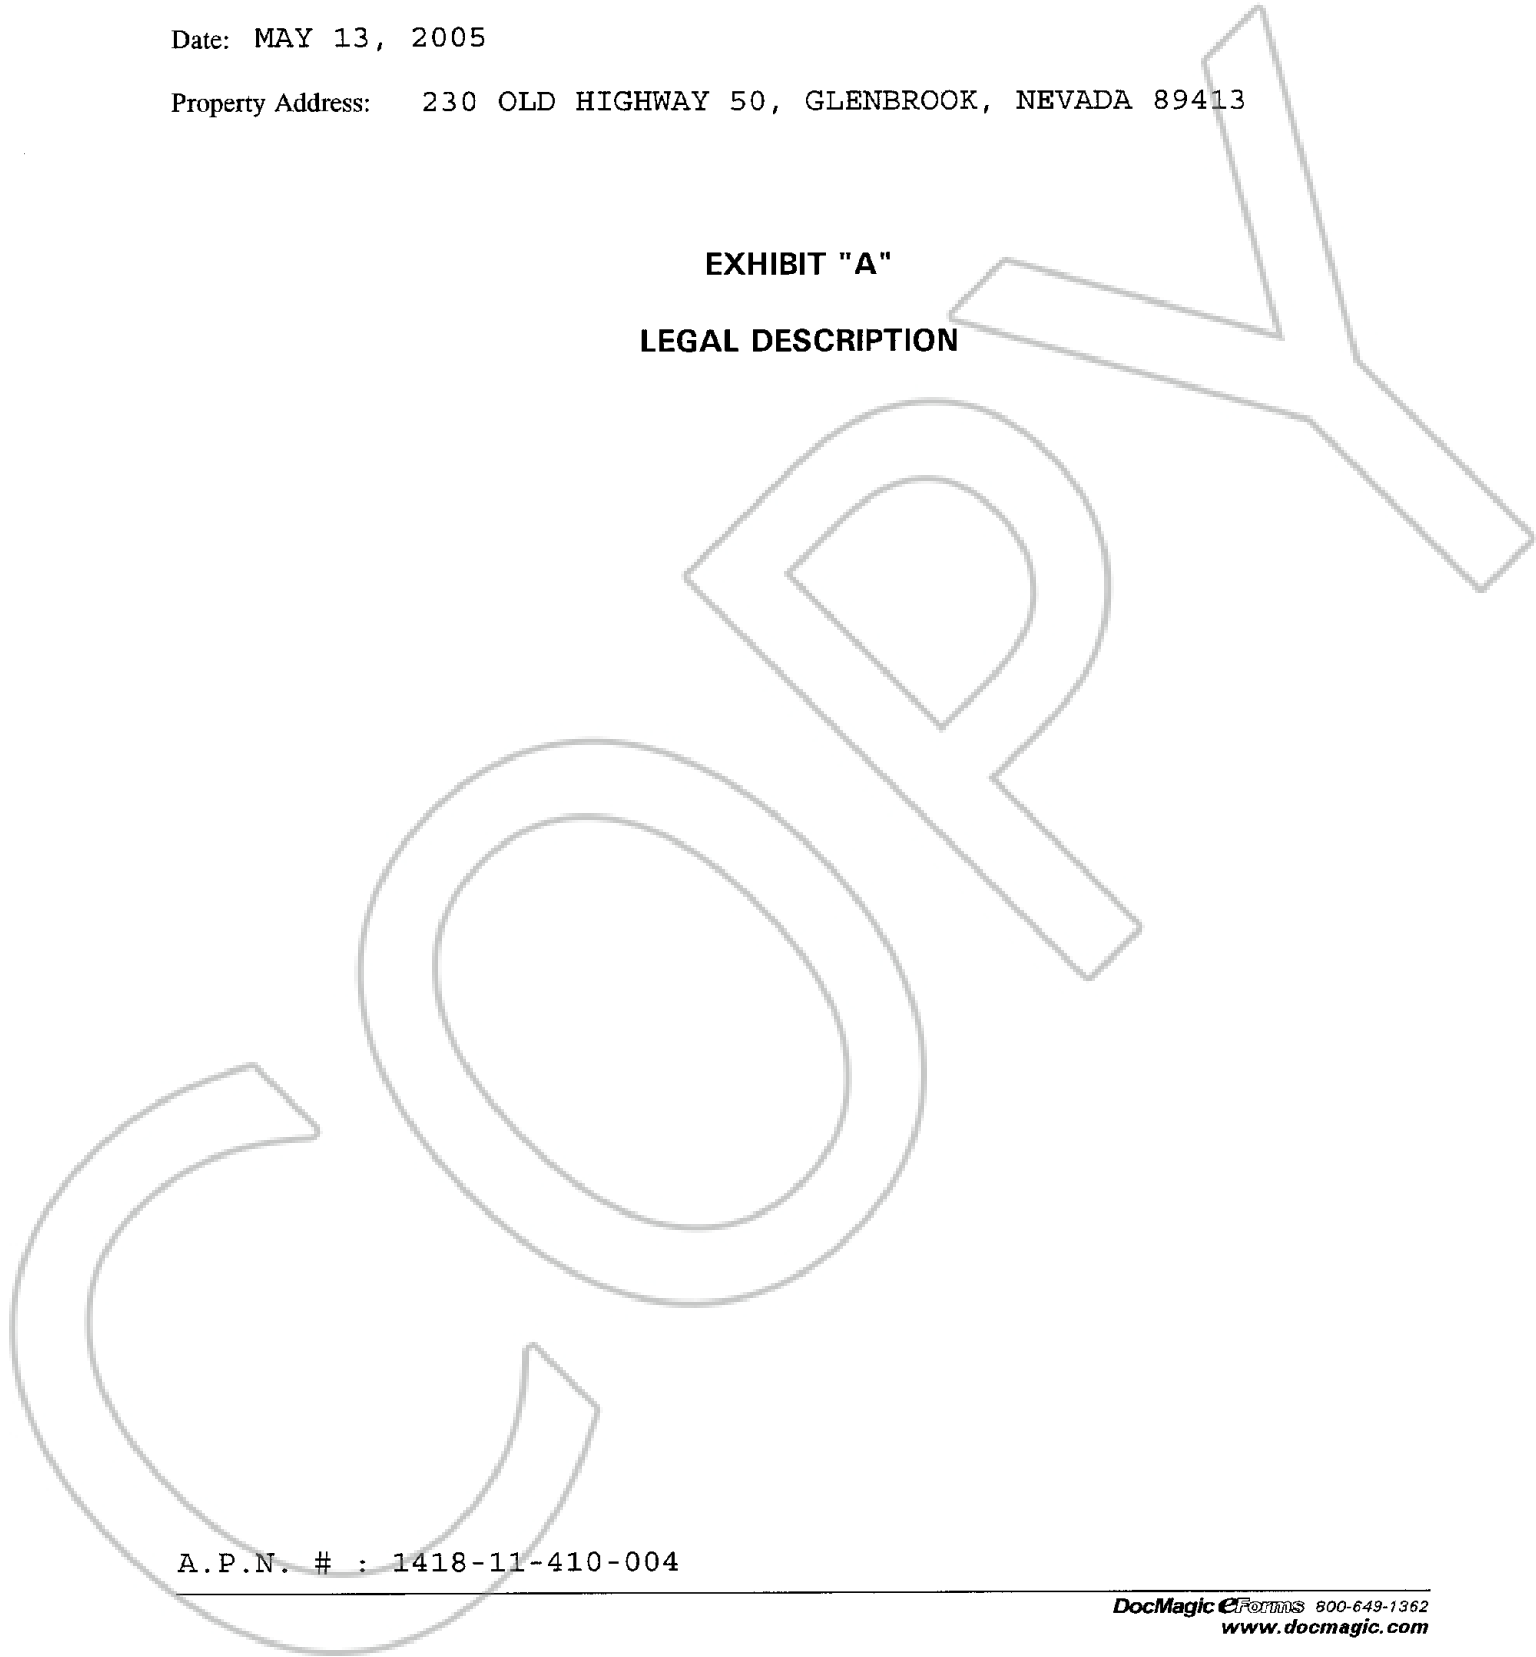 Date: MAY 13, 2005
Property Address: 230 OLD HIGHWAY 50, GLENBROOK, NEVADA 89413
EXHIBIT "A"
LEGAL DESCRIPTION
COPY
A.P.N. # : 1418-11-410-004
DocMagic eForms 800-649-1362
www.docmagic.com